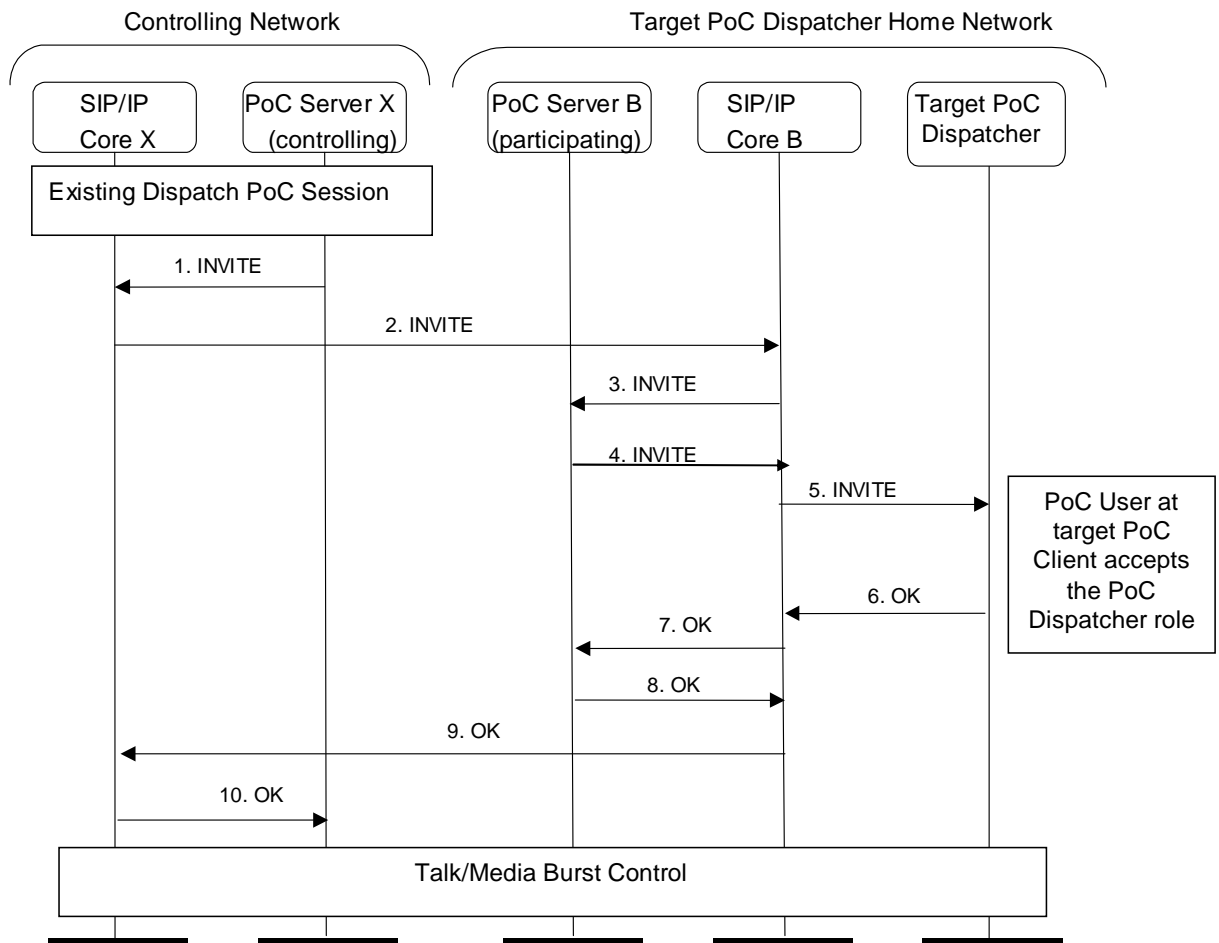 Controlling Network
Target PoC Dispatcher Home Network
SIP/IP
Core X
PoC Server X
(controlling)
PoC Server B
(participating)
SIP/IP
Core B
Target PoC
Dispatcher
Existing Dispatch PoC Session
1. INVITE
2. INVITE
3. INVITE
4. INVITE
5. INVITE
PoC User at
target PoC
Client accepts
the PoC
Dispatcher role
6. OK
7. OK
8. OK
9. OK
10. OK
Talk/Media Burst Control